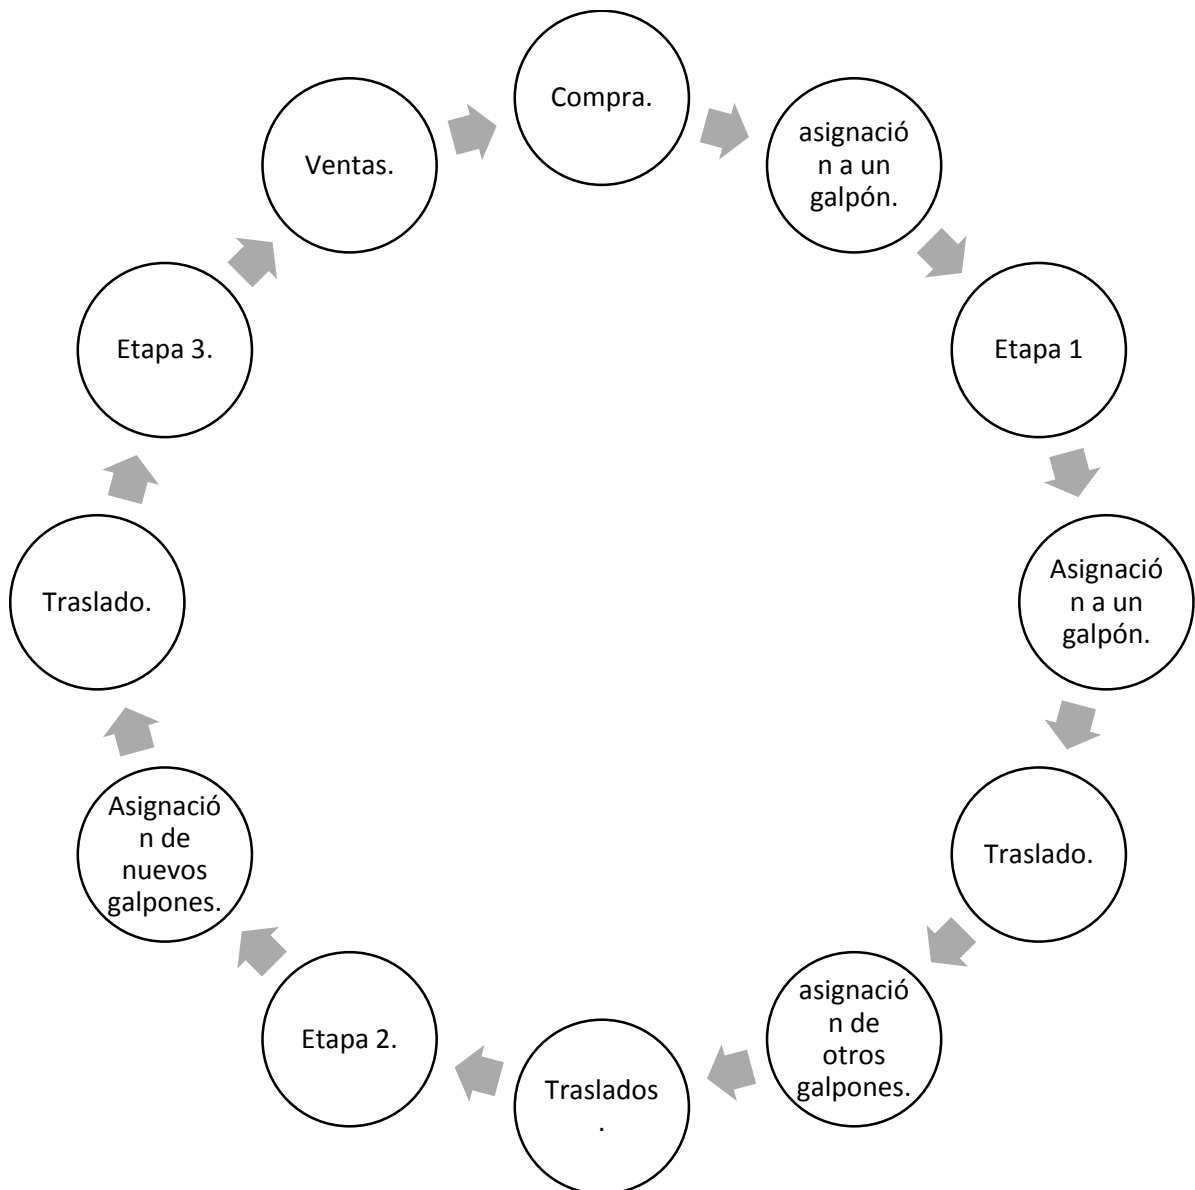 Compra.
asignació
n a un
galpón.
Etapa 1
Asignació
n a un
galpón.
Traslado.
asignació
n de
otros
galpones.
Traslados
.
Etapa 2.
Asignació
n de
nuevos
galpones.
Traslado.
Etapa 3.
Ventas.